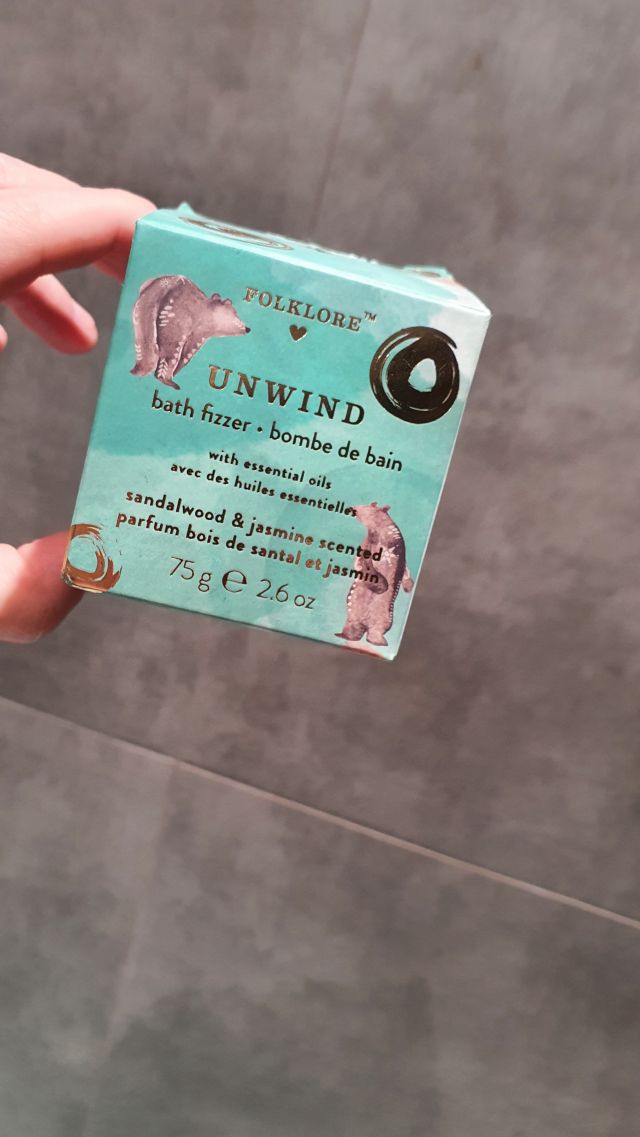 FOLKLORE™
UNWIND
bath fizzer • bombe de bain
with essential oils
avec des huiles essentielles
sandalwood & jasmine scented
parfum bois de santal et jasmin
75 g ℮ 2.6 oz